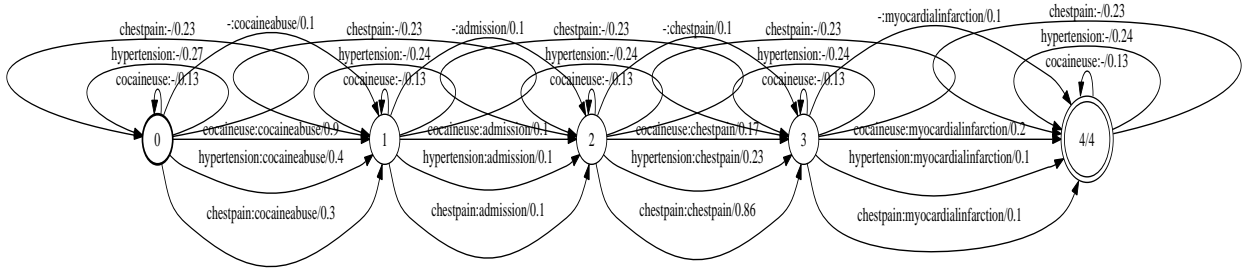 chestpain:-/0.23
-:cocaineabuse/0.1
chestpain:-/0.23
-:admission/0.1
chestpain:-/0.23
-:chestpain/0.1
chestpain:-/0.23
-:myocardialinfarction/0.1
chestpain:-/0.23
hypertension:-/0.27
hypertension:-/0.24
hypertension:-/0.24
hypertension:-/0.24
hypertension:-/0.24
cocaineuse:-/0.13
cocaineuse:-/0.13
cocaineuse:-/0.13
cocaineuse:-/0.13
cocaineuse:-/0.13
0
cocaineuse:cocaineabuse/0.9
1
cocaineuse:admission/0.1
2
cocaineuse:chestpain/0.17
3
cocaineuse:myocardialinfarction/0.2
4/4
hypertension:cocaineabuse/0.4
hypertension:admission/0.1
hypertension:chestpain/0.23
hypertension:myocardialinfarction/0.1
chestpain:cocaineabuse/0.3
chestpain:admission/0.1
chestpain:chestpain/0.86
chestpain:myocardialinfarction/0.1